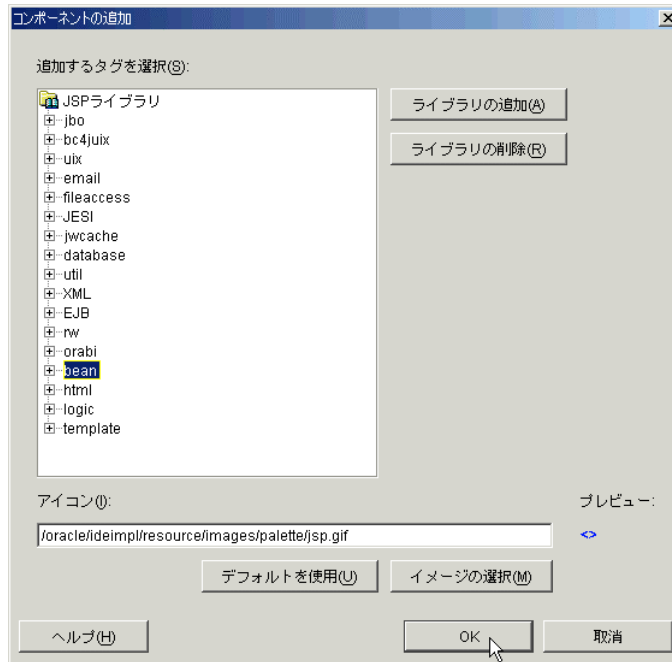 コンポーネントの追加
追加するタグを選択(S):
JSPライブラリ
jbo
bc4juix
uix
email
fileaccess
JESI
jwcache
database
util
XML
EJB
rw
orabi
bean
html
logic
template
ライブラリの追加(A)
ライブラリの削除(R)
アイコン(I):
プレビュー:
/oracle/ideimpl/resource/images/palette/jsp.gif
<>
デフォルトを使用(U)
イメージの選択(M)
ヘルプ(H)
OK
取消